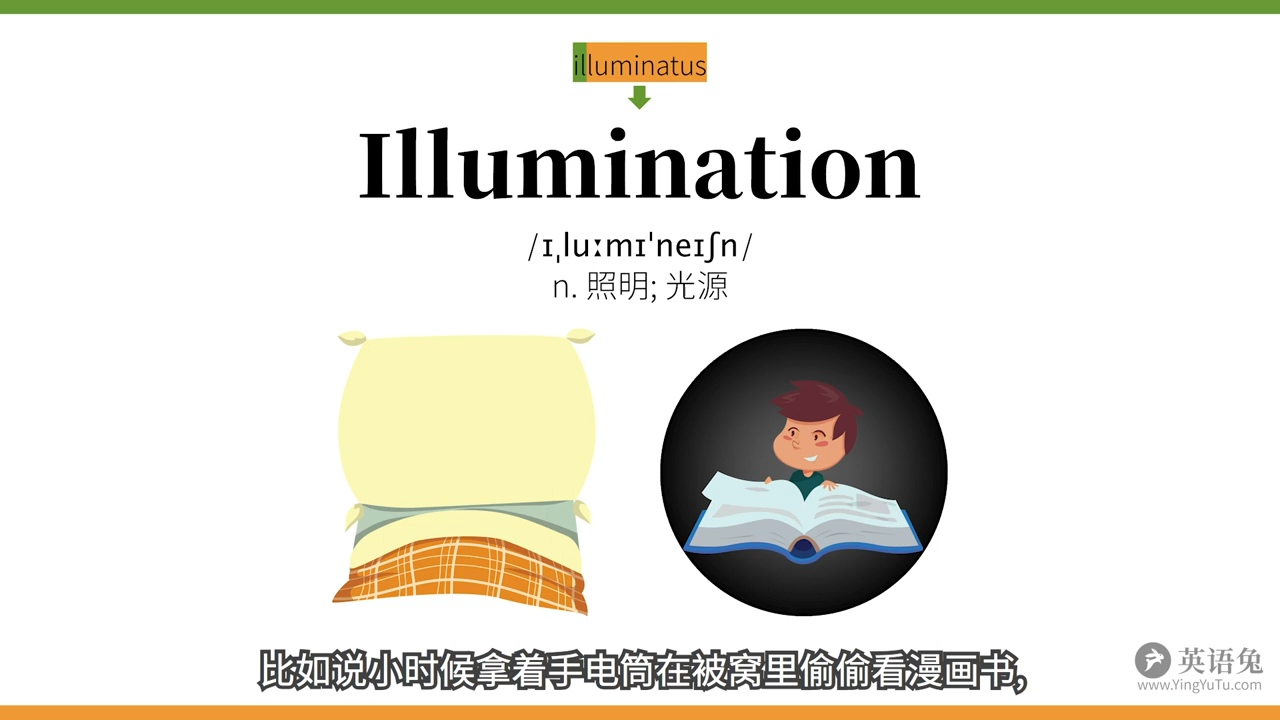 illuminatus
Illumination
/ɪˌluːmɪˈneɪʃn/
n. 照明; 光源
比如说小时候拿着手电筒在被窝里偷偷看漫画书,
英语兔
www.YingYuTu.com